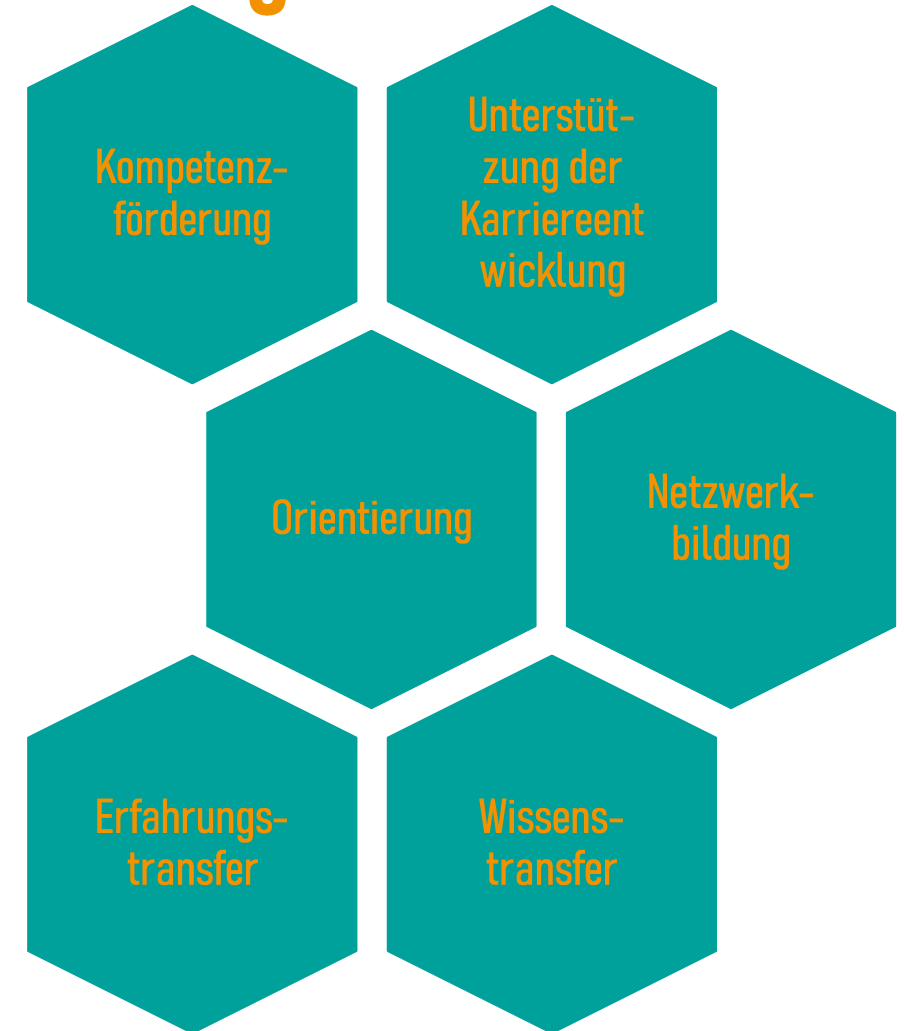 Kompetenz-
förderung
Unterstüt-
zung der
Karriereent
wicklung
Orientierung
Netzwerk-
bildung
Erfahrungs-
transfer
Wissens-
transfer